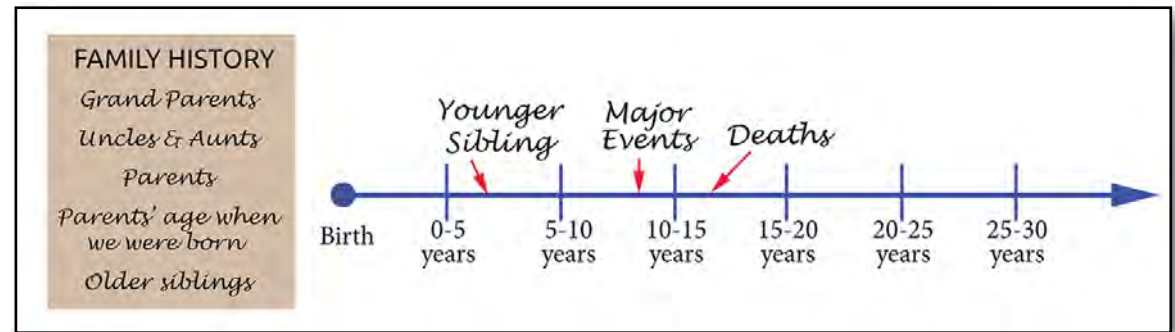 FAMILY HISTORY
Grand Parents
Uncles & Aunts
Parents
Parents' age when
we were born
Older siblings
Younger
Sibling
Major
Events
Deaths
Birth
0-5
years
5-10
years
10-15
years
15-20
years
20-25
years
25-30
years